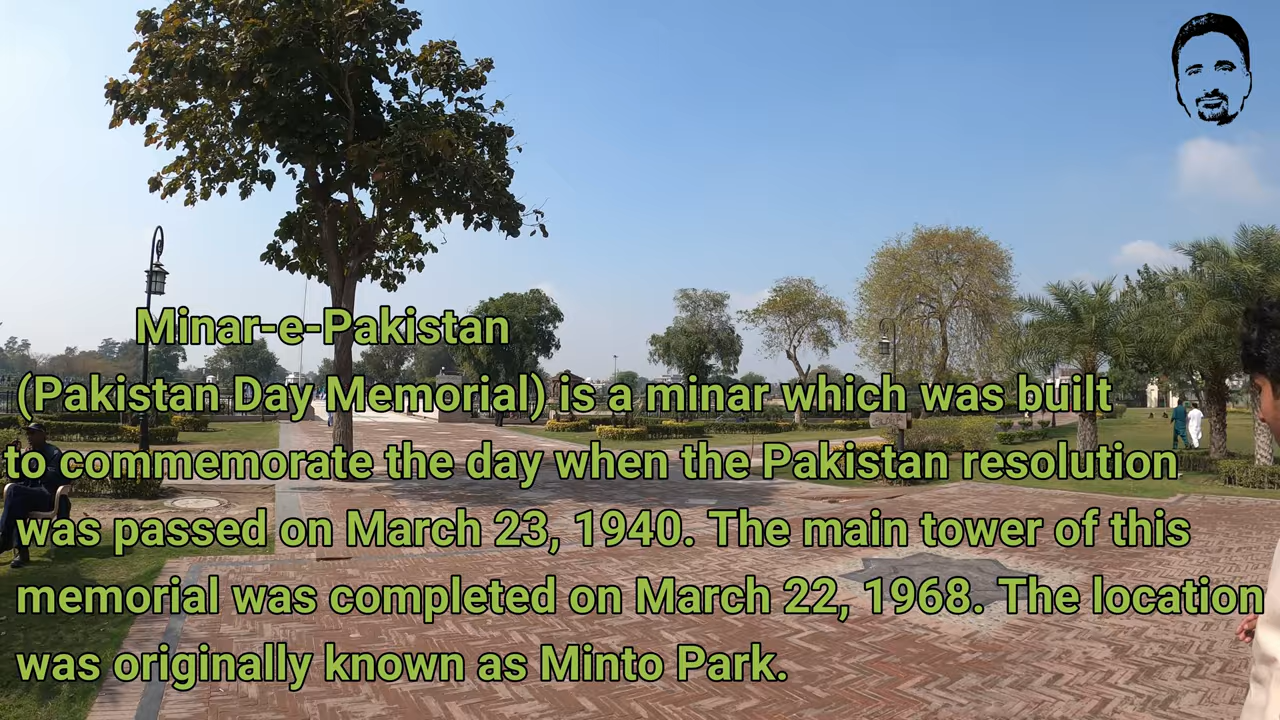 Minar-e-Pakistan
(Pakistan Day Memorial) is a minar which was built
to commemorate the day when the Pakistan resolution
was passed on March 23, 1940. The main tower of this
memorial was completed on March 22, 1968. The location
was originally known as Minto Park.